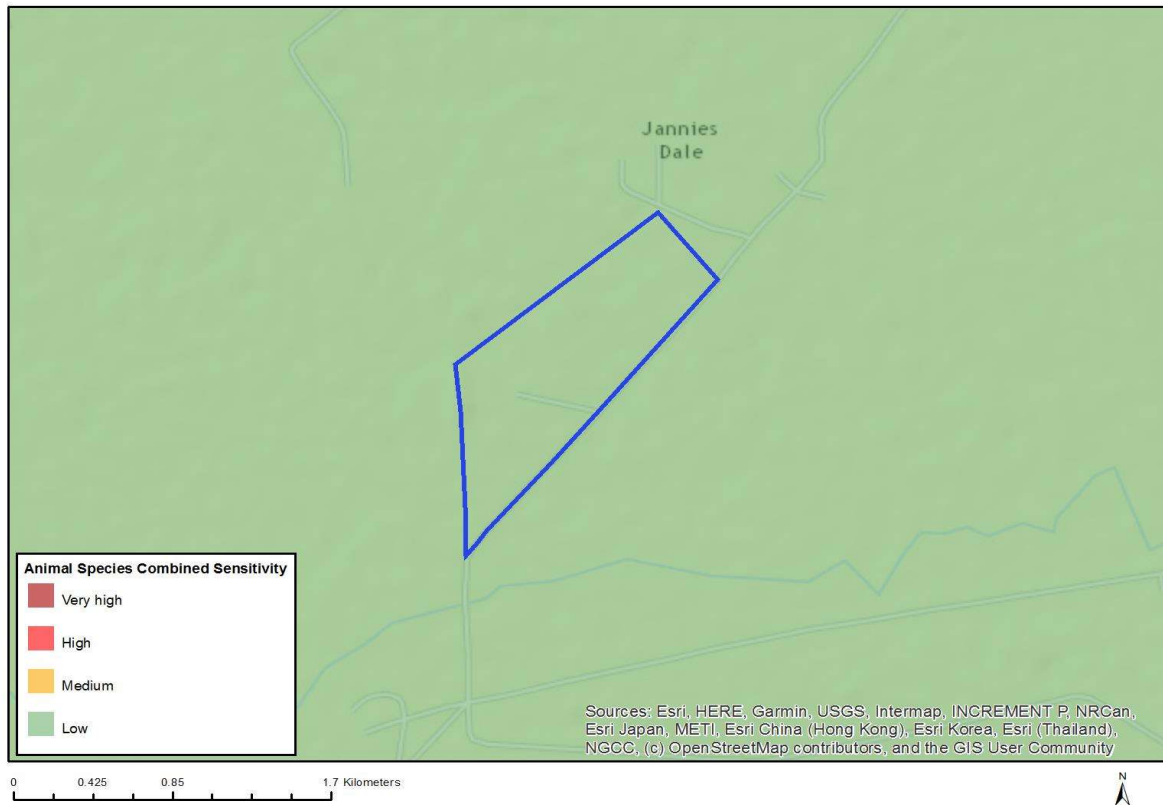 Jannies
Dale
Animal Species Combined Sensitivity
Very high
High
Medium
Low
Sources: Esri, HERE, Garmin, USGS, Intermap, INCREMENT P, NRCan,
Esri Japan, METI, Esri China (Hong Kong), Esri Korea, Esri (Thailand),
NGCC, (c) OpenStreetMap contributors, and the GIS User Community
0 0.425 0.85 1.7 Kilometers
N